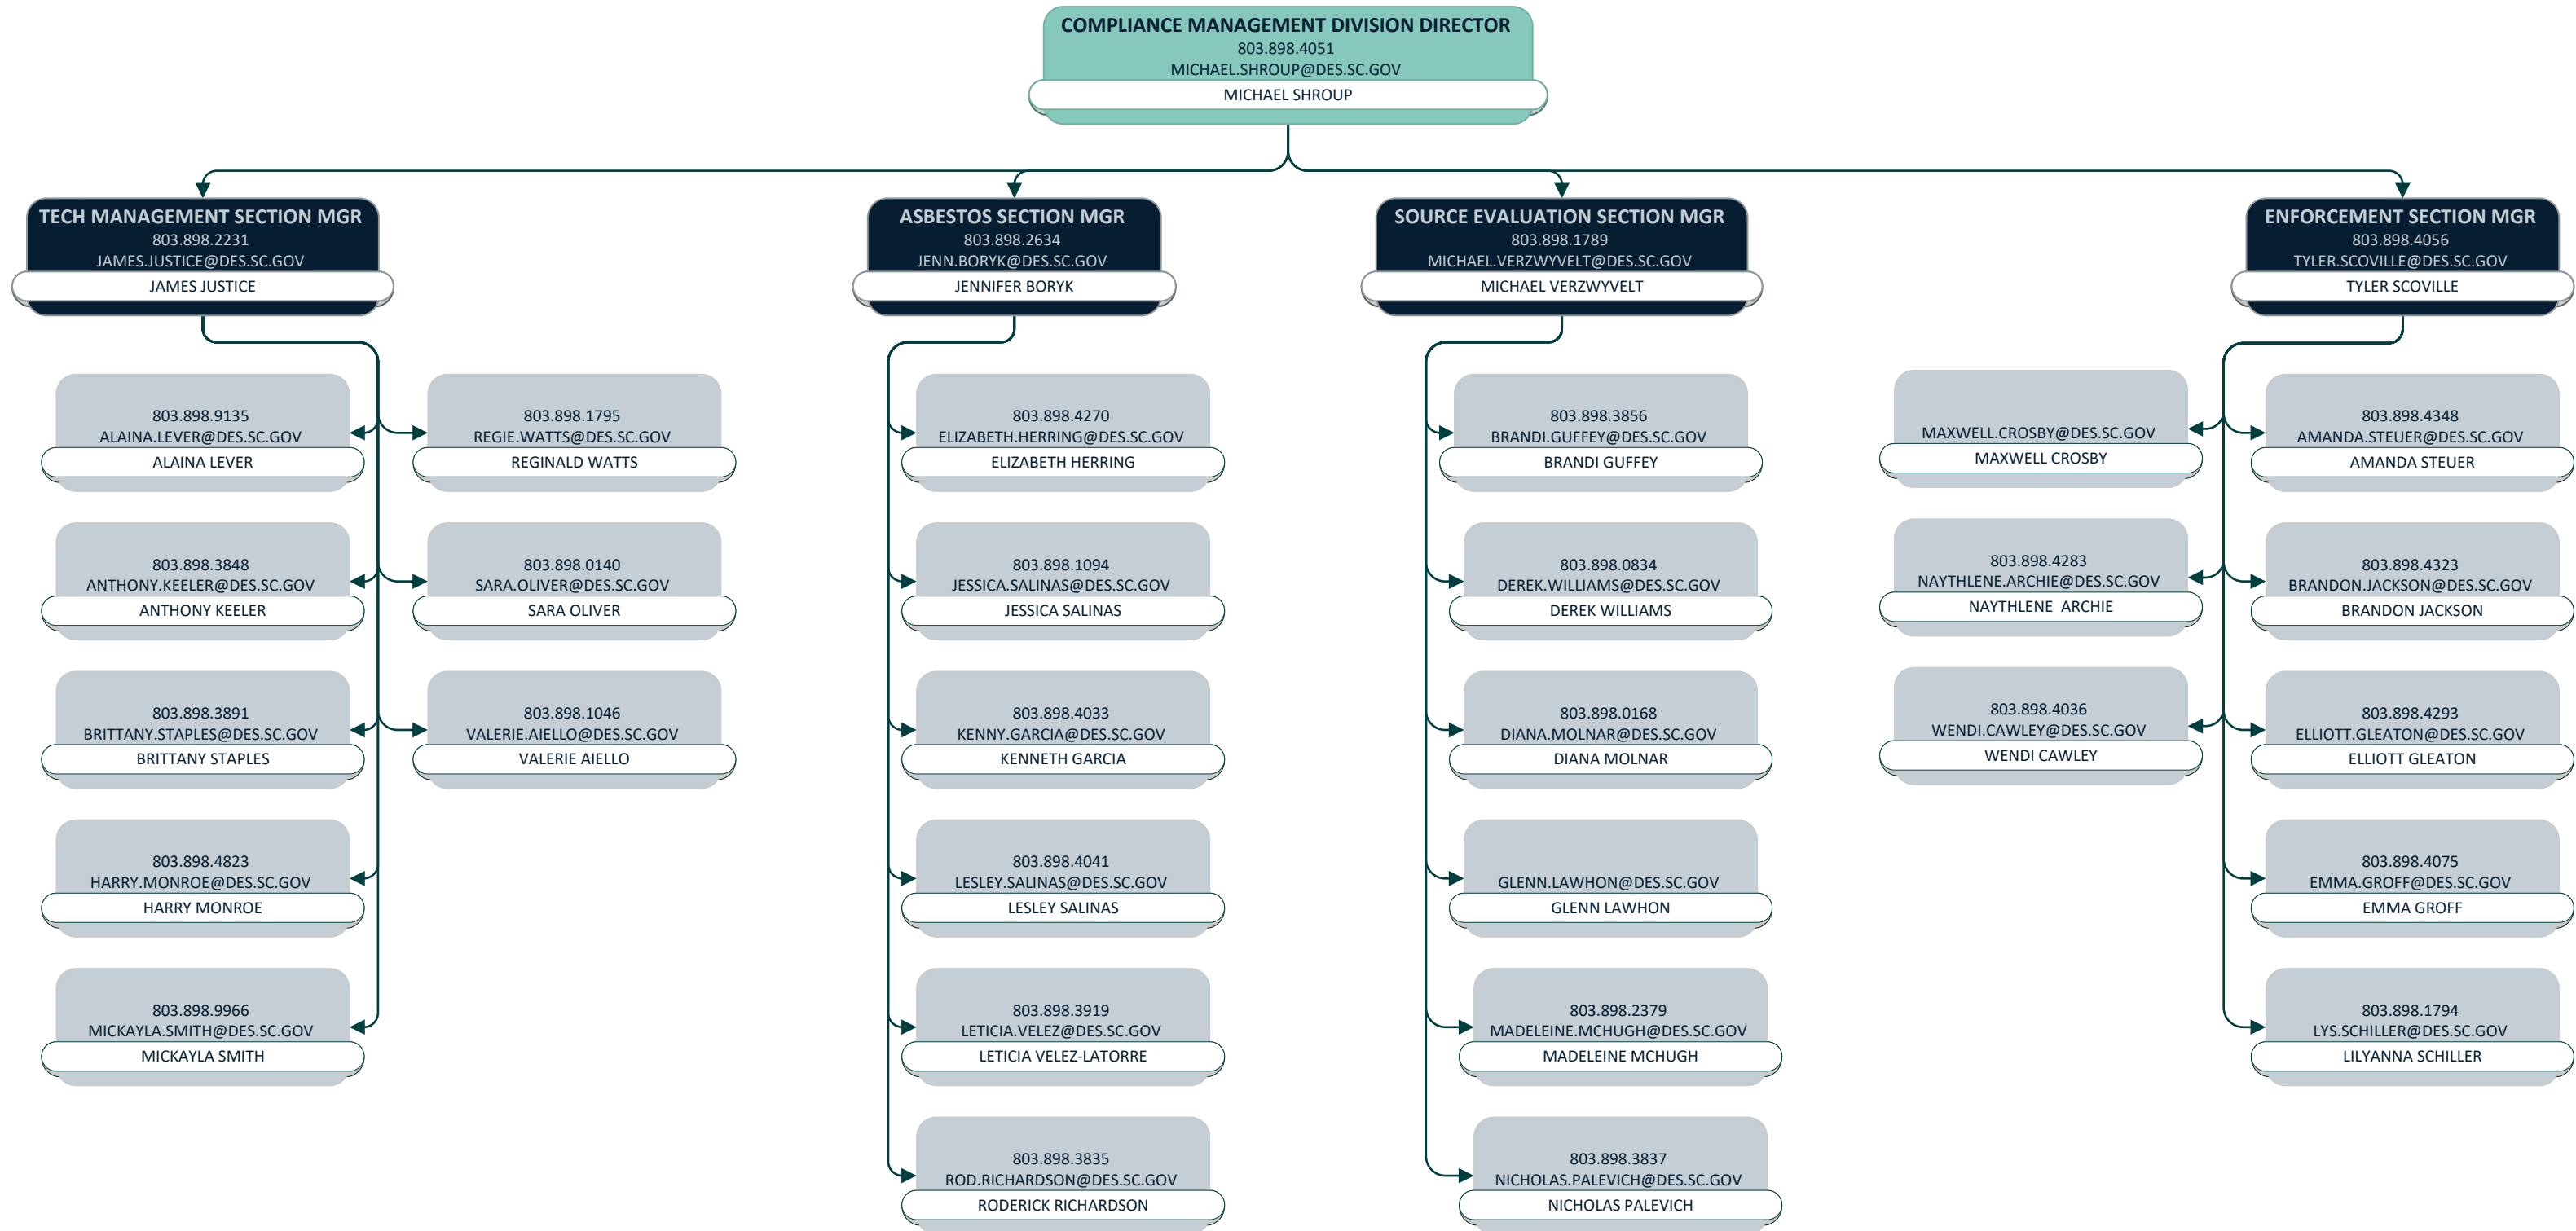 COMPLIANCE MANAGEMENT DIVISION DIRECTOR
803.898.4051
MICHAEL.SHROUP@DES.SC.GOV
MICHAEL SHROUP
TECH MANAGEMENT SECTION MGR
803.898.2231
JAMES.JUSTICE@DES.SC.GOV
JAMES JUSTICE
ASBESTOS SECTION MGR
803.898.2634
JENN.BORYK@DES.SC.GOV
JENNIFER BORYK
SOURCE EVALUATION SECTION MGR
803.898.1789
MICHAEL.VERZWYVELT@DES.SC.GOV
MICHAEL VERZWYVELT
ENFORCEMENT SECTION MGR
803.898.4056
TYLER.SCOVILLE@DES.SC.GOV
TYLER SCOVILLE
803.898.9135
ALAINA.LEVER@DES.SC.GOV
ALAINA LEVER
803.898.3848
ANTHONY.KEELER@DES.SC.GOV
ANTHONY KEELER
803.898.3891
BRITTANY.STAPLES@DES.SC.GOV
BRITTANY STAPLES
803.898.4823
HARRY.MONROE@DES.SC.GOV
HARRY MONROE
803.898.9966
MICKAYLA.SMITH@DES.SC.GOV
MICKAYLA SMITH
803.898.1795
REGIE.WATTS@DES.SC.GOV
REGINALD WATTS
803.898.0140
SARA.OLIVER@DES.SC.GOV
SARA OLIVER
803.898.1046
VALERIE.AIELLO@DES.SC.GOV
VALERIE AIELLO
803.898.4270
ELIZABETH.HERRING@DES.SC.GOV
ELIZABETH HERRING
803.898.1094
JESSICA.SALINAS@DES.SC.GOV
JESSICA SALINAS
803.898.4033
KENNY.GARCIA@DES.SC.GOV
KENNETH GARCIA
803.898.4041
LESLEY.SALINAS@DES.SC.GOV
LESLEY SALINAS
803.898.3919
LETICIA.VELEZ@DES.SC.GOV
LETICIA VELEZ-LATORRE
803.898.3835
ROD.RICHARDSON@DES.SC.GOV
RODERICK RICHARDSON
803.898.3856
BRANDI.GUFFEY@DES.SC.GOV
BRANDI GUFFEY
803.898.0834
DEREK.WILLIAMS@DES.SC.GOV
DEREK WILLIAMS
803.898.0168
DIANA.MOLNAR@DES.SC.GOV
DIANA MOLNAR
GLENN.LAWHON@DES.SC.GOV
GLENN LAWHON
803.898.2379
MADELEINE.MCHUGH@DES.SC.GOV
MADELEINE MCHUGH
803.898.3837
NICHOLAS.PALEVICH@DES.SC.GOV
NICHOLAS PALEVICH
MAXWELL.CROSBY@DES.SC.GOV
MAXWELL CROSBY
803.898.4283
NAYTHLENE.ARCHIE@DES.SC.GOV
NAYTHLENE  ARCHIE
803.898.4036
WENDI.CAWLEY@DES.SC.GOV
WENDI CAWLEY
803.898.4348
AMANDA.STEUER@DES.SC.GOV
AMANDA STEUER
803.898.4323
BRANDON.JACKSON@DES.SC.GOV
BRANDON JACKSON
803.898.4293
ELLIOTT.GLEATON@DES.SC.GOV
ELLIOTT GLEATON
803.898.4075
EMMA.GROFF@DES.SC.GOV
EMMA GROFF
803.898.1794
LYS.SCHILLER@DES.SC.GOV
LILYANNA SCHILLER